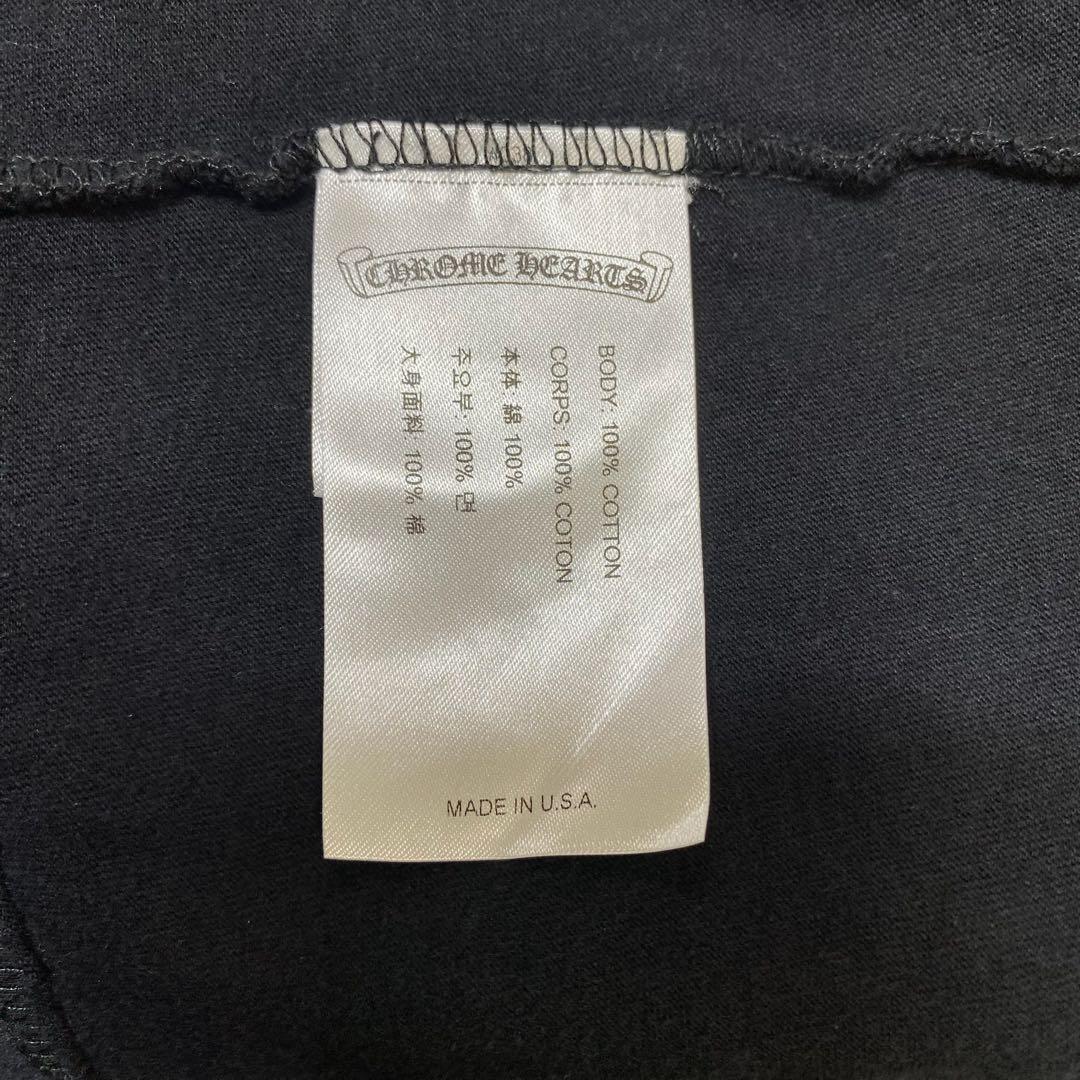 CHROME HEARTS
BODY: 100% COTTON
CORPS: 100% COTON
本体 綿 100%
주요부: 100% 면
大身面料: 100% 棉
MADE IN U.S.A.